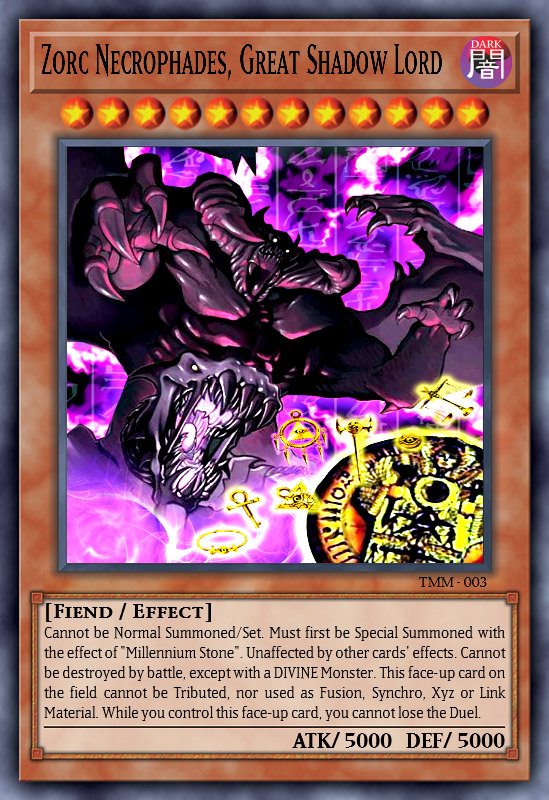 Zorc Necrophades, Great Shadow Lord
DARK
闇
TMM - 003
[Fiend / Effect]
Cannot be Normal Summoned/Set. Must first be Special Summoned with
the effect of "Millennium Stone". Unaffected by other cards' effects. Cannot
be destroyed by battle, except with a DIVINE Monster. This face-up card on
the field cannot be Tributed, nor used as Fusion, Synchro, Xyz or Link
Material. While you control this face-up card, you cannot lose the Duel.
ATK/ 5000 DEF/ 5000